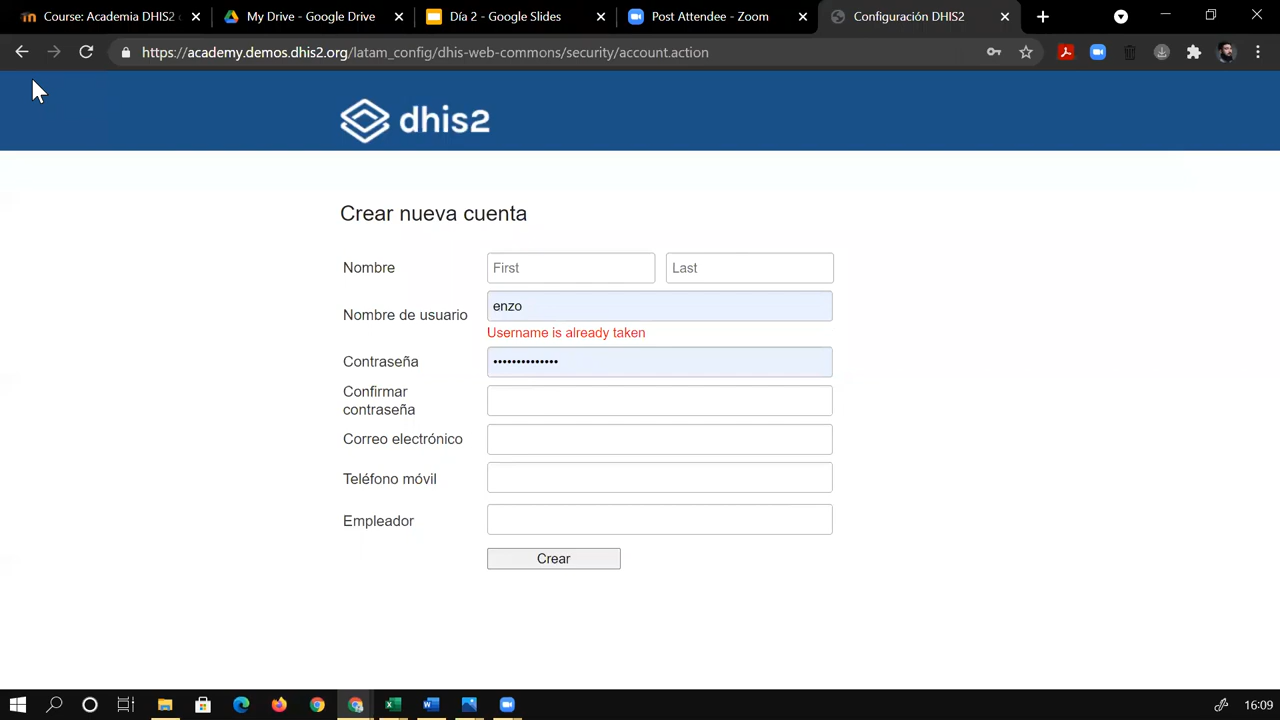 Course: Academia DHIS2
My Drive - Google Drive
Día 2 - Google Slides
Post Attendee - Zoom
Configuración DHIS2
https://academy.demos.dhis2.org/latam_config/dhis-web-commons/security/account.action
dhis2
Crear nueva cuenta
Nombre First Last
Nombre de usuario enzo
Username is already taken
Contraseña ••••••••••••••
Confirmar
contraseña
Correo electrónico
Teléfono móvil
Empleador
Crear
16:09